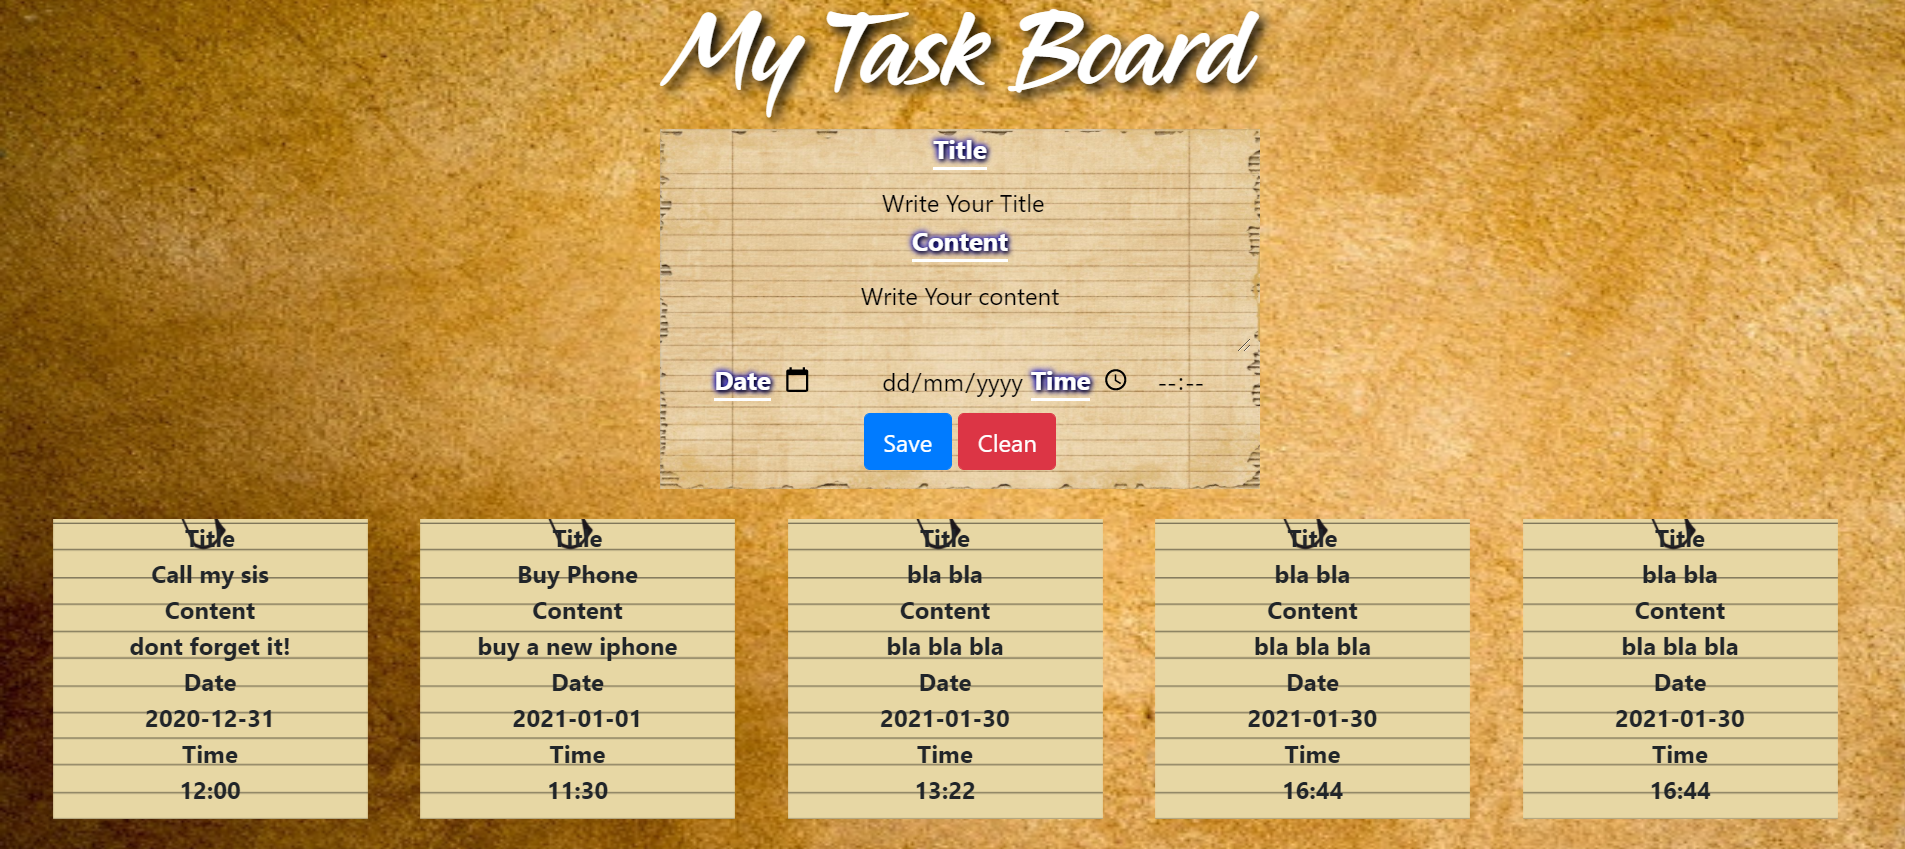 My Task Board
Title
Write Your Title
Content
Write Your content
Date dd/mm/yyyy Time --:--
Save Clean
Title
Call my sis
Content
dont forget it!
Date
2020-12-31
Time
12:00
Title
Buy Phone
Content
buy a new iphone
Date
2021-01-01
Time
11:30
Title
bla bla
Content
bla bla bla
Date
2021-01-30
Time
13:22
Title
bla bla
Content
bla bla bla
Date
2021-01-30
Time
16:44
Title
bla bla
Content
bla bla bla
Date
2021-01-30
Time
16:44